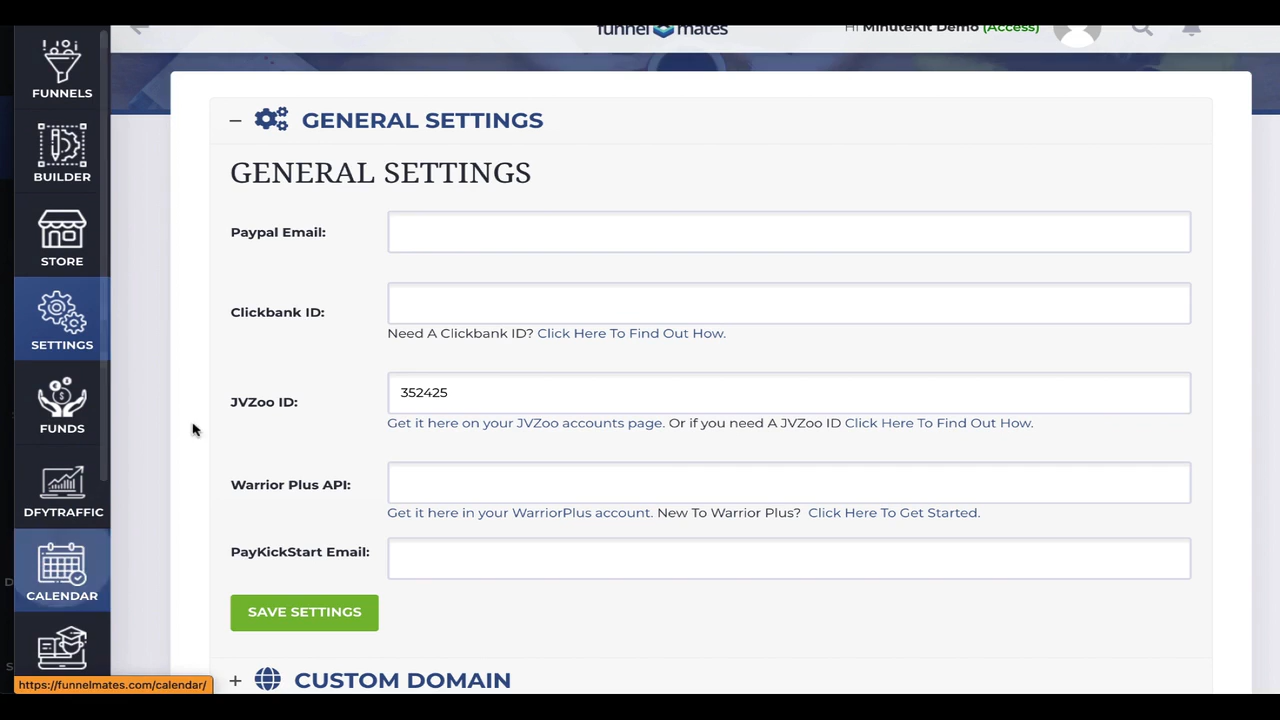 funnel mates
Hi MinuteKit Demo (Access)
FUNNELS
BUILDER
STORE
SETTINGS
FUNDS
DFYTRAFFIC
CALENDAR
− GENERAL SETTINGS
GENERAL SETTINGS
Paypal Email:
Clickbank ID:
Need A Clickbank ID? Click Here To Find Out How.
JVZoo ID:
352425
Get it here on your JVZoo accounts page. Or if you need A JVZoo ID Click Here To Find Out How.
Warrior Plus API:
Get it here in your WarriorPlus account. New To Warrior Plus? Click Here To Get Started.
PayKickStart Email:
SAVE SETTINGS
+ CUSTOM DOMAIN
https://funnelmates.com/calendar/